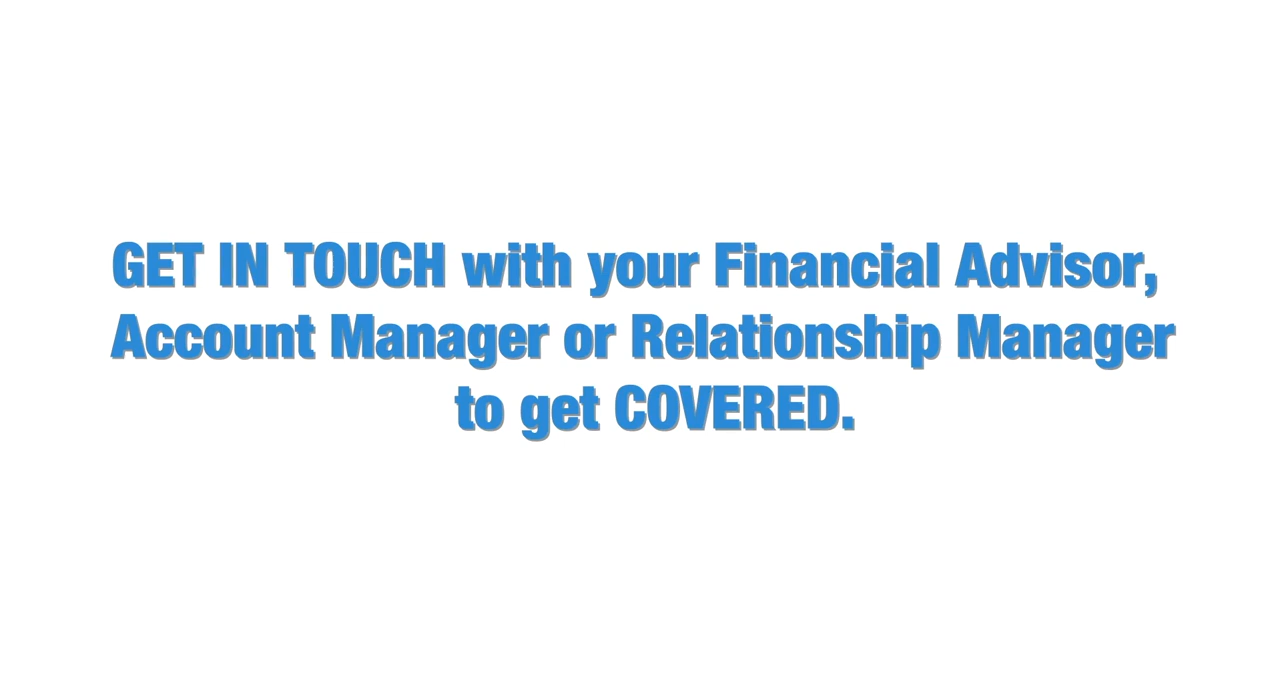 GET IN TOUCH with your Financial Advisor,
Account Manager or Relationship Manager
to get COVERED.